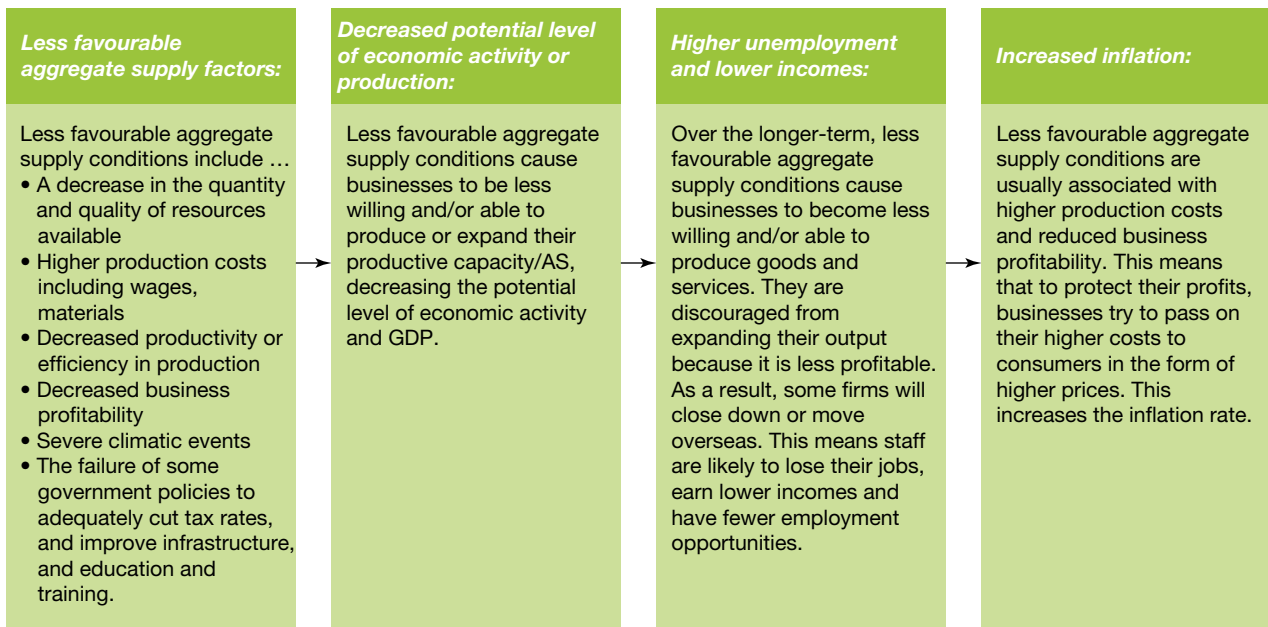 Less favourable
aggregate supply factors:
Less favourable aggregate
supply conditions include …
• A decrease in the quantity
and quality of resources
available
• Higher production costs
including wages,
materials
• Decreased productivity or
efficiency in production
• Decreased business
profitability
• Severe climatic events
• The failure of some
government policies to
adequately cut tax rates,
and improve infrastructure,
and education and
training.
Decreased potential level
of economic activity or
production:
Less favourable aggregate
supply conditions cause
businesses to be less
willing and/or able to
produce or expand their
productive capacity/AS,
decreasing the potential
level of economic activity
and GDP.
Higher unemployment
and lower incomes:
Over the longer-term, less
favourable aggregate
supply conditions cause
businesses to become less
willing and/or able to
produce goods and
services. They are
discouraged from
expanding their output
because it is less profitable.
As a result, some firms will
close down or move
overseas. This means staff
are likely to lose their jobs,
earn lower incomes and
have fewer employment
opportunities.
Increased inflation:
Less favourable aggregate
supply conditions are
usually associated with
higher production costs
and reduced business
profitability. This means
that to protect their profits,
businesses try to pass on
their higher costs to
consumers in the form of
higher prices. This
increases the inflation rate.